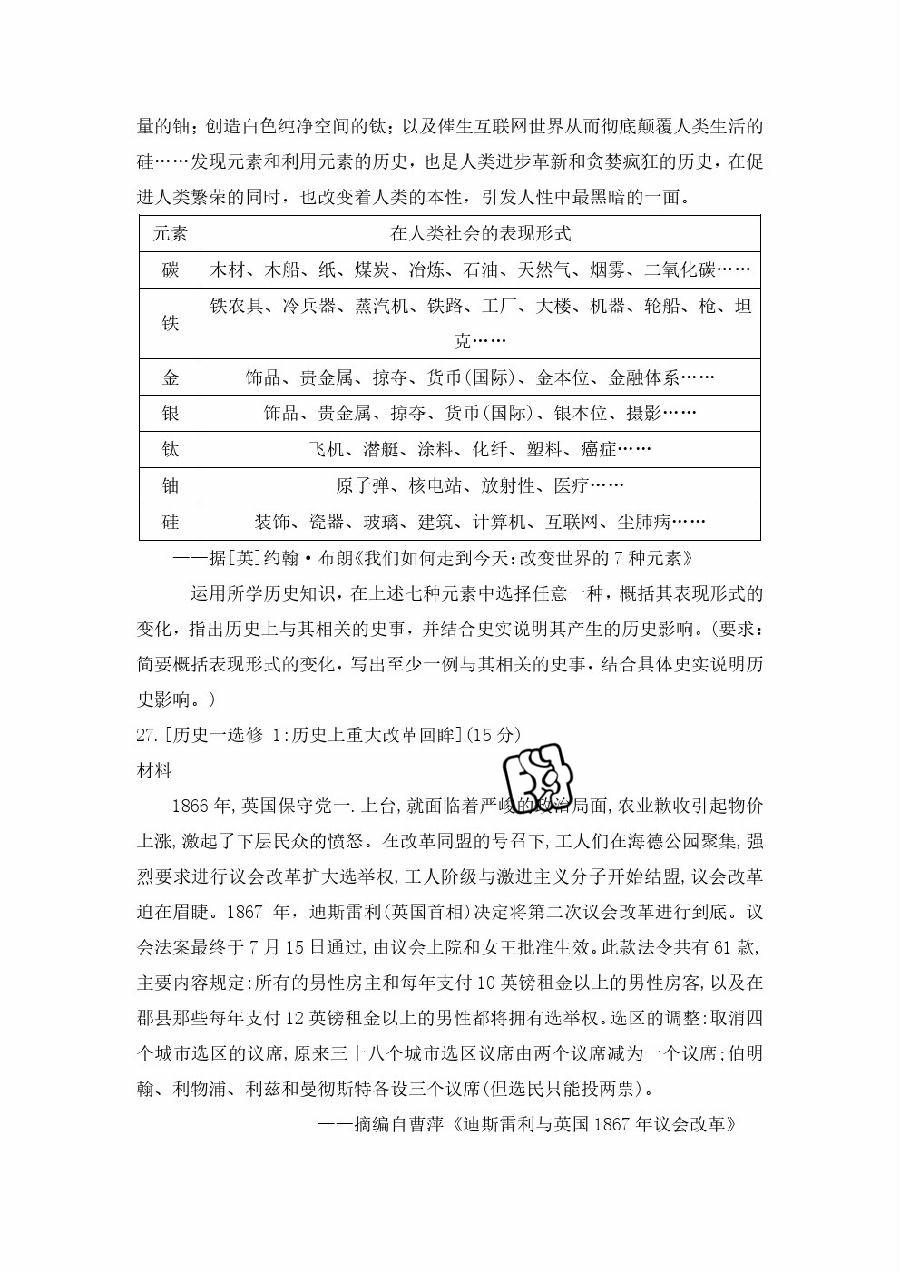 量的铀；创造白色纯净空间的钛；以及催生互联网世界从而彻底颠覆人类生活的
硅……发现元素和利用元素的历史，也是人类进步革新和贪婪疯狂的历史，在促
进人类繁荣的同时，也改变着人类的本性，引发人性中最黑暗的一面。
元素 在人类社会的表现形式
碳 木材、木船、纸、煤炭、冶炼、石油、天然气、烟雾、二氧化碳……
铁 铁农具、冷兵器、蒸汽机、铁路、工厂、大楼、机器、轮船、枪、坦
克……
金 饰品、贵金属、掠夺、货币(国际)、金本位、金融体系……
银 饰品、贵金属、掠夺、货币(国际)、银本位、摄影……
钛 飞机、潜艇、涂料、化纤、塑料、癌症……
铀 原子弹、核电站、放射性、医疗……
硅 装饰、瓷器、玻璃、建筑、计算机、互联网、尘肺病……
——据[英]约翰·布朗《我们如何走到今天:改变世界的7种元素》
运用所学历史知识，在上述七种元素中选择任意一种，概括其表现形式的
变化，指出历史上与其相关的史事，并结合史实说明其产生的历史影响。(要求：
简要概括表现形式的变化，写出至少一例与其相关的史事，结合具体史实说明历
史影响。)
27.[历史一选修 1:历史上重大改革回眸](15分)
材料
1866年,英国保守党一.上台,就面临着严峻的政治局面,农业歉收引起物价
上涨,激起了下层民众的愤怒。在改革同盟的号召下,工人们在海德公园聚集,强
烈要求进行议会改革扩大选举权,工人阶级与激进主义分子开始结盟,议会改革
迫在眉睫。1867 年，迪斯雷利(英国首相)决定将第二次议会改革进行到底。议
会法案最终于7月15日通过,由议会上院和女王批准生效。此款法令共有61款,
主要内容规定:所有的男性房主和每年支付10英镑租金以上的男性房客,以及在
郡县那些每年支付12英镑租金以上的男性都将拥有选举权。选区的调整:取消四
个城市选区的议席,原来三十八个城市选区议席由两个议席减为一个议席;伯明
翰、利物浦、利兹和曼彻斯特各设三个议席(但选民只能投两票)。
——摘编自曹萍《迪斯雷利与英国1867年议会改革》